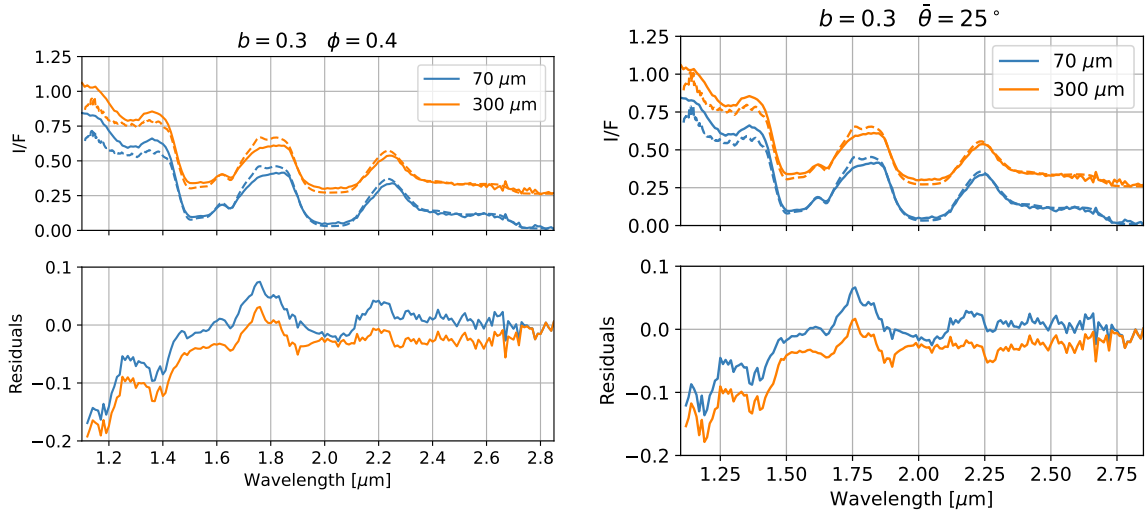 b = 0.3 ϕ = 0.4
1.25
1.00
0.75
0.50
0.25
0.00
I/F
70 μm
300 μm
0.1
0.0
−0.1
−0.2
Residuals
1.2 1.4 1.6 1.8 2.0 2.2 2.4 2.6 2.8
Wavelength [μm]
b = 0.3 θ̄ = 25°
1.25
1.00
0.75
0.50
0.25
0.00
I/F
70 μm
300 μm
0.1
0.0
−0.1
−0.2
Residuals
1.25 1.50 1.75 2.00 2.25 2.50 2.75
Wavelength [μm]